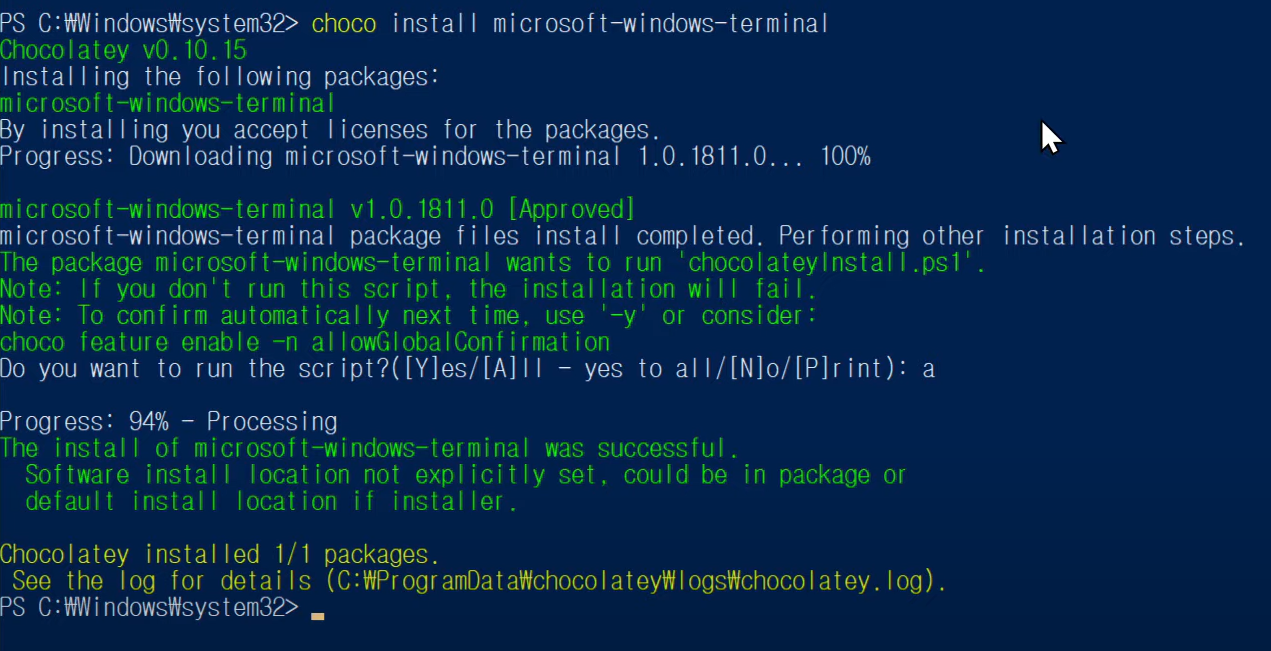 PS C:₩Windows₩system32> choco install microsoft-windows-terminal
Chocolatey v0.10.15
Installing the following packages:
microsoft-windows-terminal
By installing you accept licenses for the packages.
Progress: Downloading microsoft-windows-terminal 1.0.1811.0... 100%
microsoft-windows-terminal v1.0.1811.0 [Approved]
microsoft-windows-terminal package files install completed. Performing other installation steps.
The package microsoft-windows-terminal wants to run 'chocolateyInstall.ps1'.
Note: If you don't run this script, the installation will fail.
Note: To confirm automatically next time, use '-y' or consider:
choco feature enable -n allowGlobalConfirmation
Do you want to run the script?([Y]es/[A]ll - yes to all/[N]o/[P]rint): a
Progress: 94% - Processing
The install of microsoft-windows-terminal was successful.
Software install location not explicitly set, could be in package or
default install location if installer.
Chocolatey installed 1/1 packages.
See the log for details (C:₩ProgramData₩chocolatey₩logs₩chocolatey.log).
PS C:₩Windows₩system32>